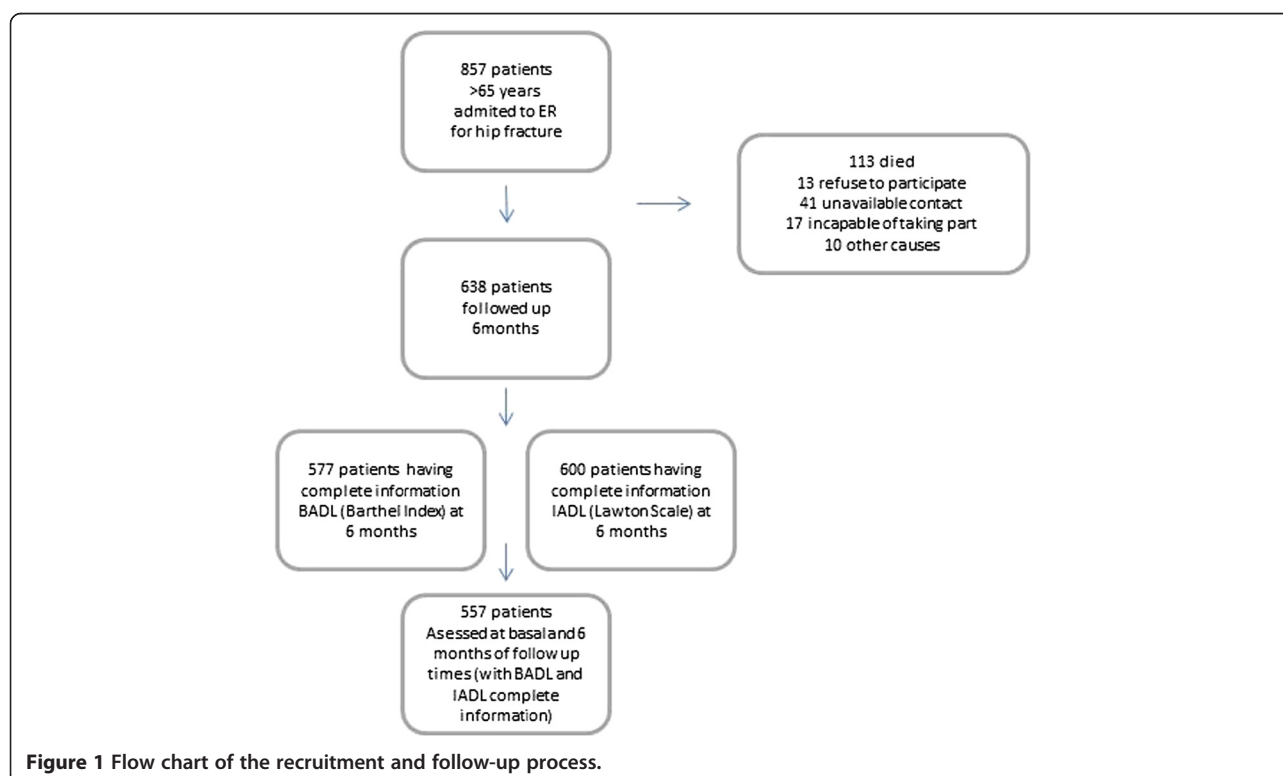 857 patients
>65 years
admited to ER
for hip fracture
113 died
13 refuse to participate
41 unavailable contact
17 incapable of taking part
10 other causes
638 patients
followed up
6months
577 patients having
complete information
BADL (Barthel Index) at
6 months
600 patients having
complete information
IADL (Lawton Scale) at
6 months
557 patients
Asessed at basal and 6
months of follow up
times (with BADL and
IADL complete
information)
Figure 1 Flow chart of the recruitment and follow-up process.